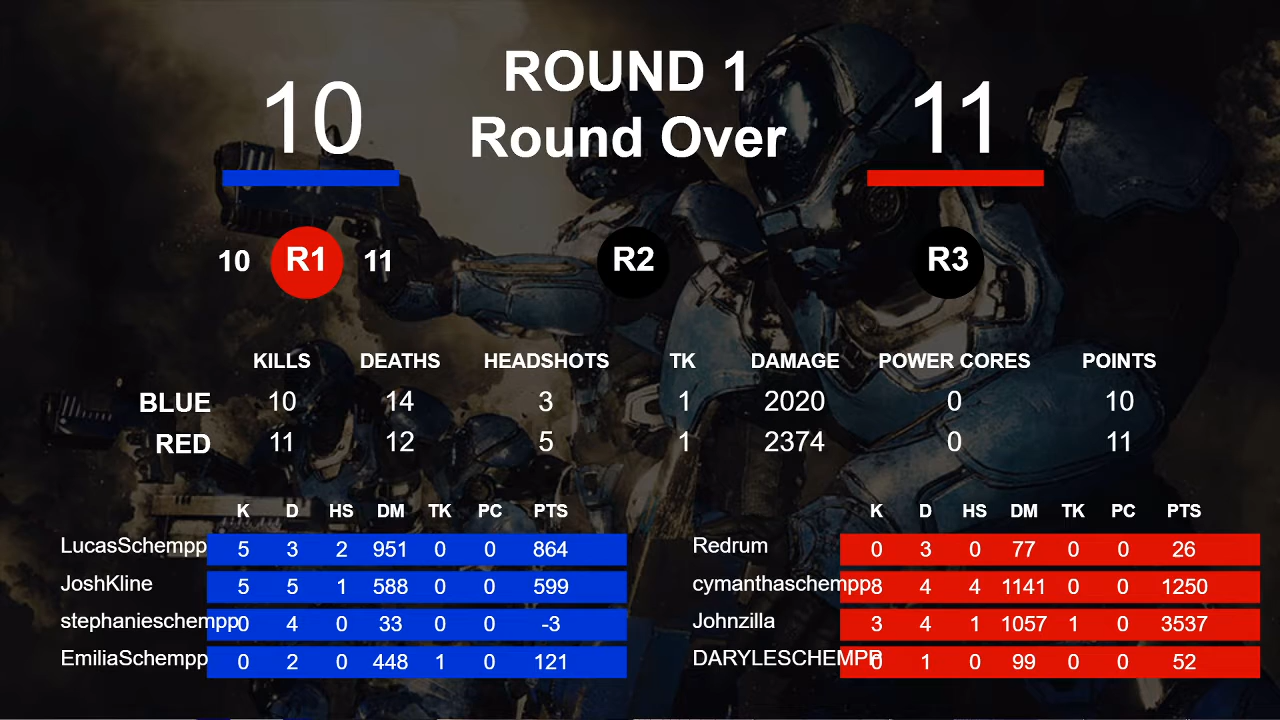 ROUND 1
10 Round Over 11
10 R1 11 R2 R3
KILLS DEATHS HEADSHOTS TK DAMAGE POWER CORES POINTS
BLUE 10 14 3 1 2020 0 10
RED 11 12 5 1 2374 0 11
K D HS DM TK PC PTS K D HS DM TK PC PTS
LucasSchempp 5 3 2 951 0 0 864 Redrum 0 3 0 77 0 0 26
JoshKline 5 5 1 588 0 0 599 cymanthaschempp 8 4 4 1141 0 0 1250
stephanieschempp 0 4 0 33 0 0 -3 Johnzilla 3 4 1 1057 1 0 3537
EmiliaSchempp 0 2 0 448 1 0 121 DARYLESCHEMPP 0 1 0 99 0 0 52